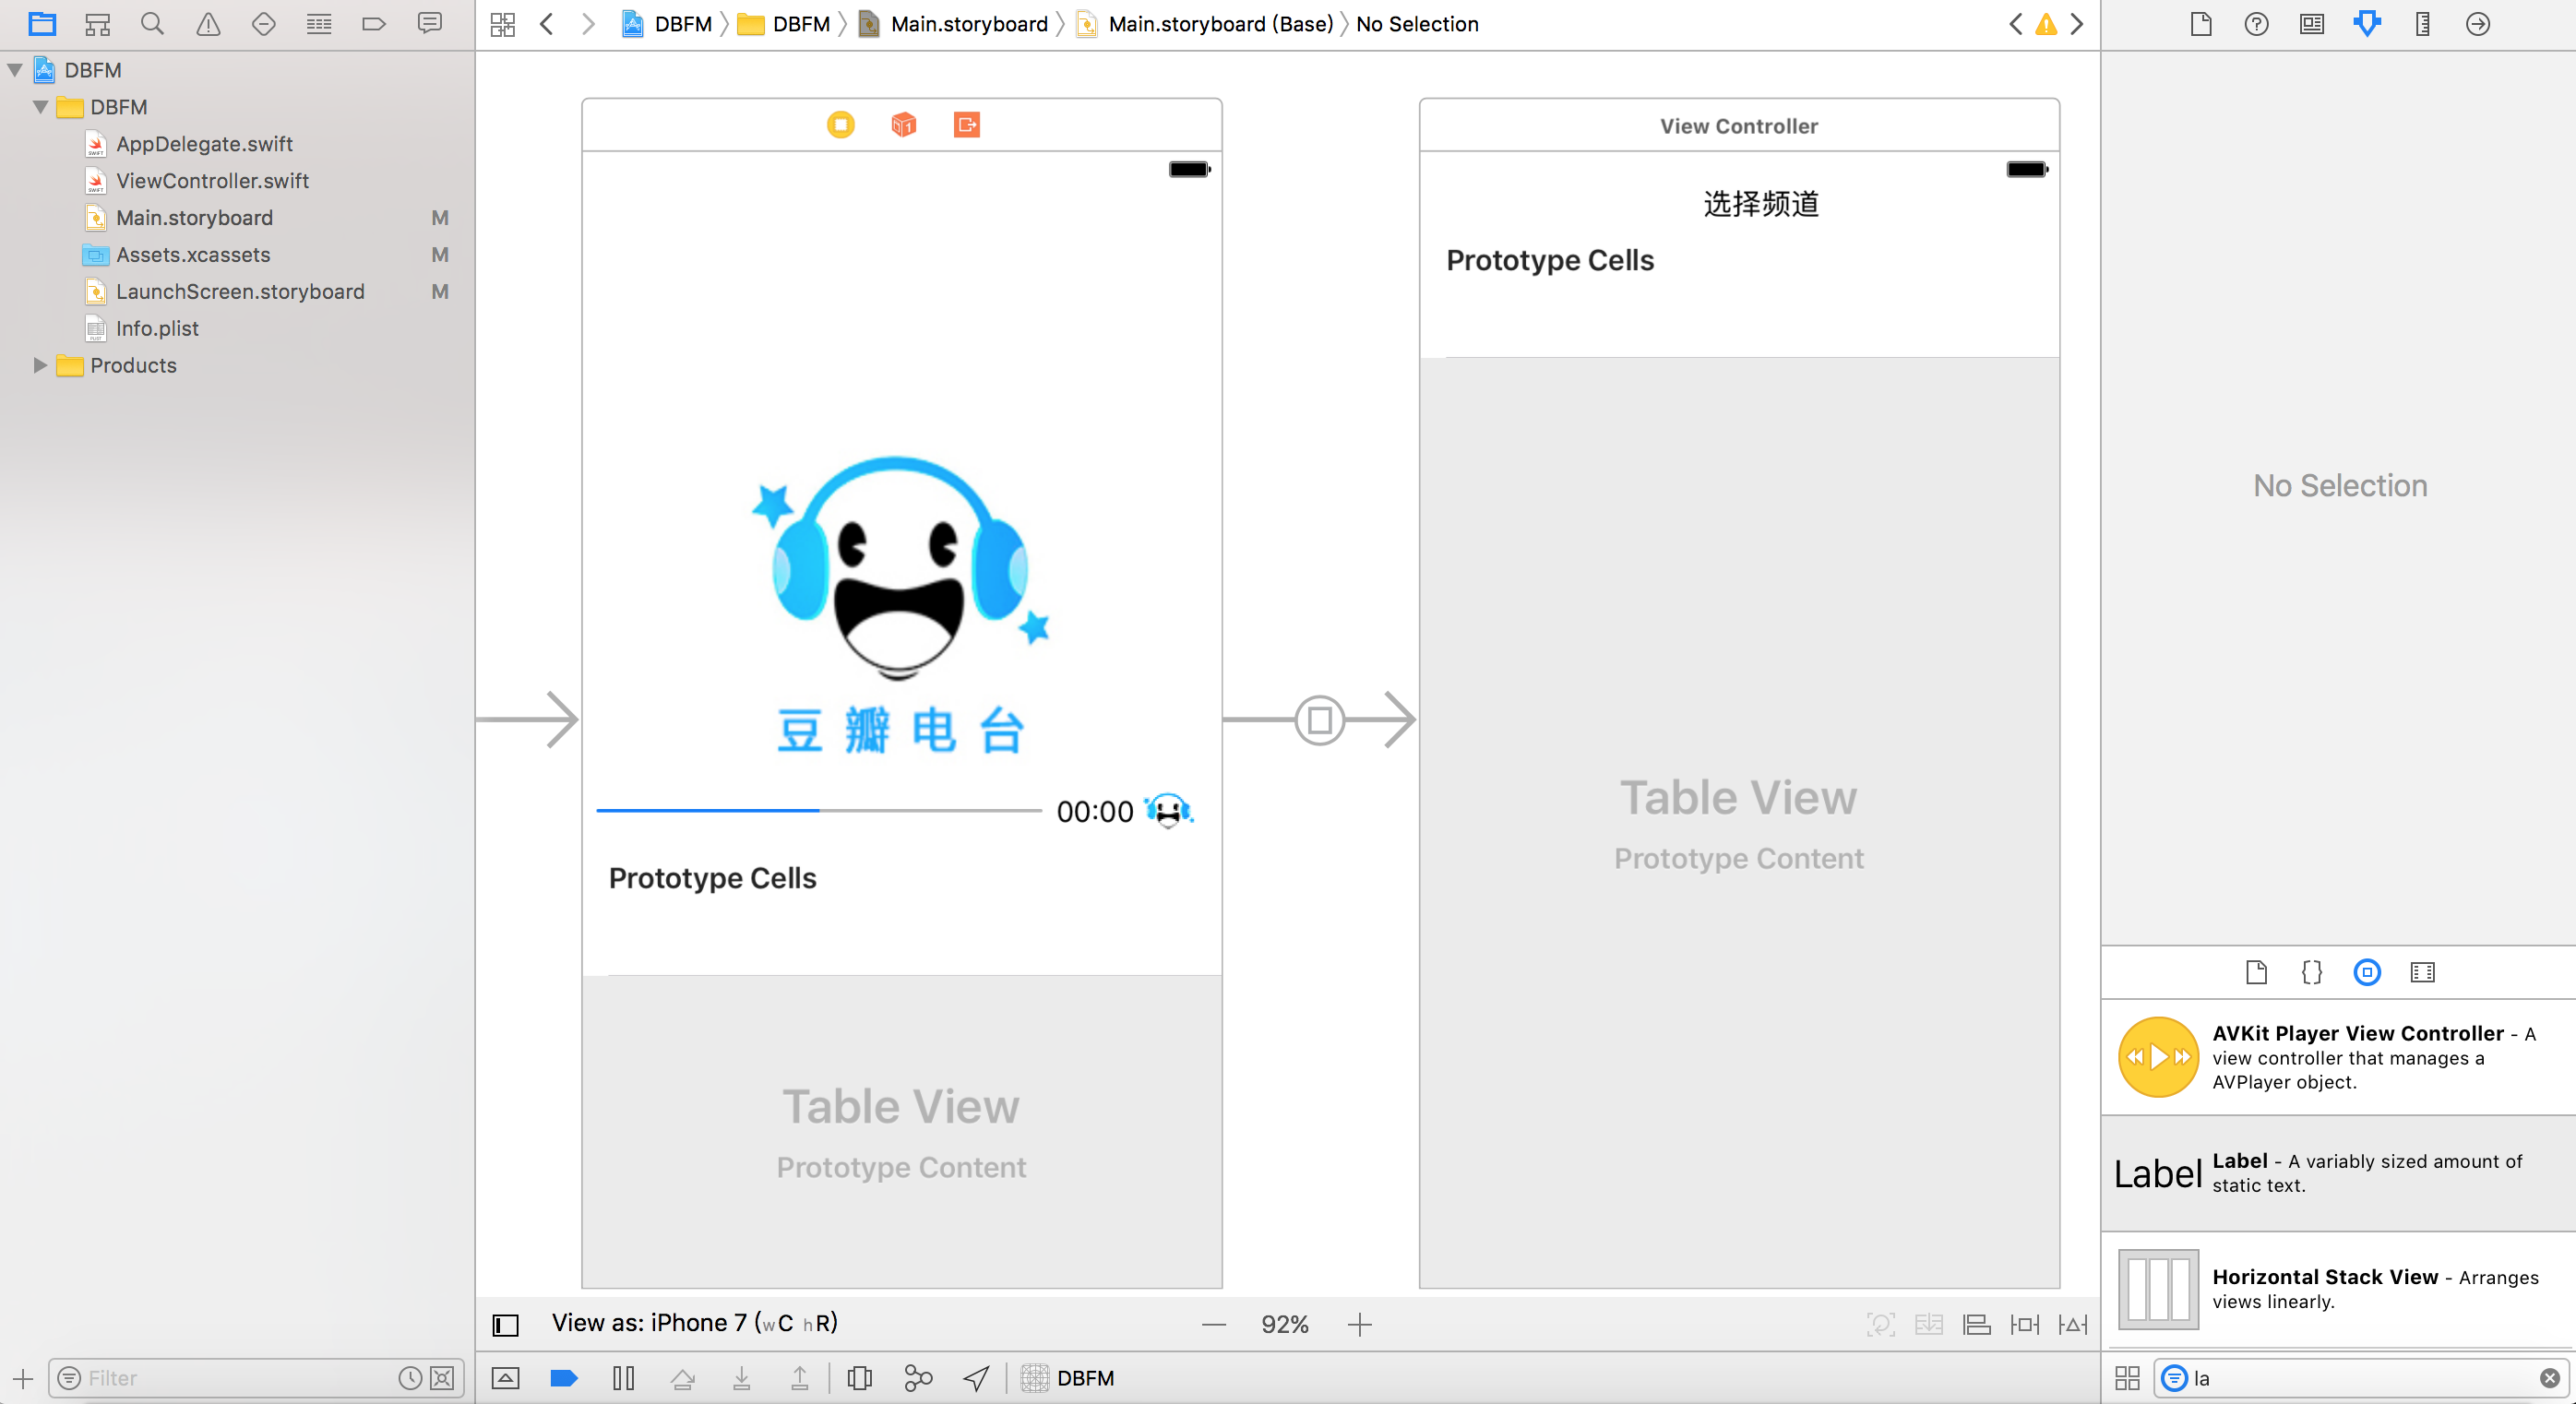 DBFM
DBFM
AppDelegate.swift
ViewController.swift
Main.storyboard M
Assets.xcassets M
LaunchScreen.storyboard M
Info.plist
Products
Filter
DBFM DBFM Main.storyboard Main.storyboard (Base) No Selection
豆瓣电台
00:00
Prototype Cells
Table View
Prototype Content
View Controller
选择频道
Prototype Cells
Table View
Prototype Content
View as: iPhone 7 (wC hR)
92%
DBFM
No Selection
AVKit Player View Controller - A
view controller that manages a
AVPlayer object.
Label
Label - A variably sized amount of
static text.
Horizontal Stack View - Arranges
views linearly.
la